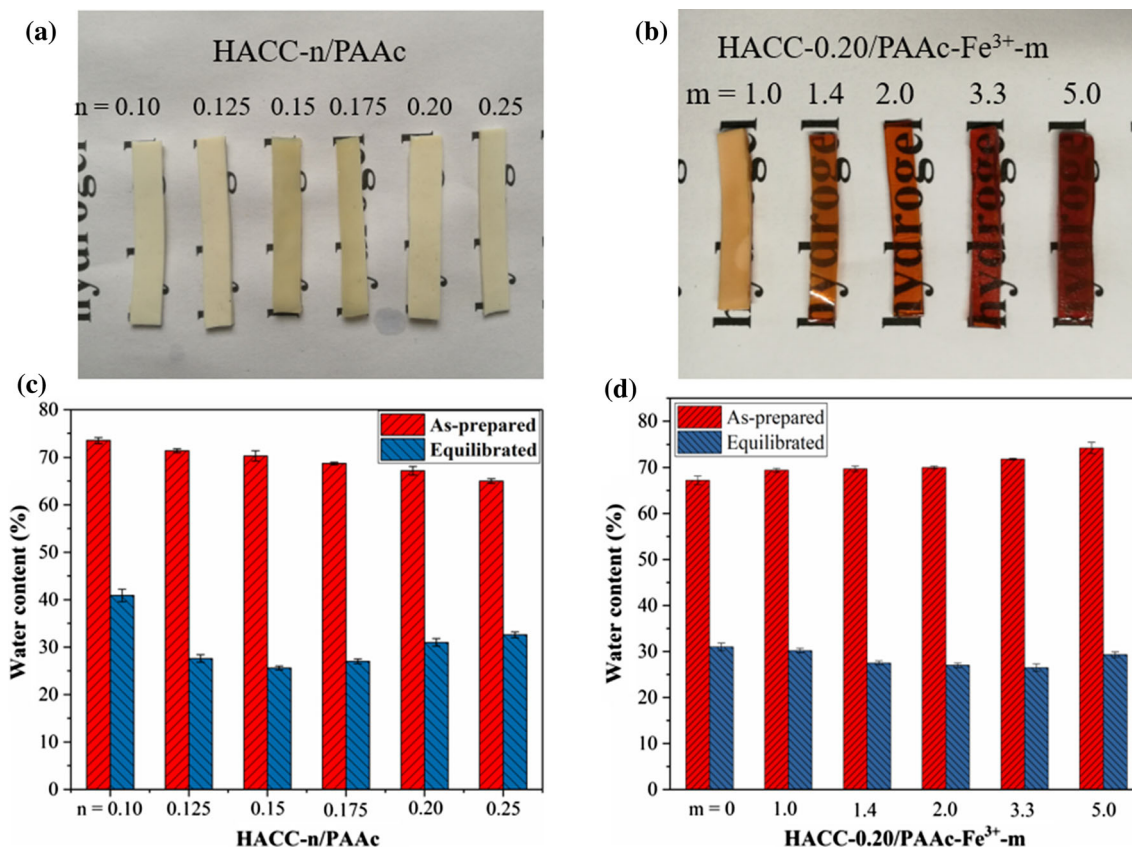 (a)
HACC-n/PAAc
n = 0.10 0.125 0.15 0.175 0.20 0.25
hydrogel
(b)
HACC-0.20/PAAc-Fe³⁺-m
m = 1.0 1.4 2.0 3.3 5.0
hydrogel hydrogel hydrogel
(c)
80
70
60
50
40
30
20
10
0
Water content (%)
As-prepared
Equilibrated
n = 0.10 0.125 0.15 0.175 0.20 0.25
HACC-n/PAAc
(d)
80
70
60
50
40
30
20
10
0
Water content (%)
As-prepared
Equilibrated
m = 0 1.0 1.4 2.0 3.3 5.0
HACC-0.20/PAAc-Fe³⁺-m